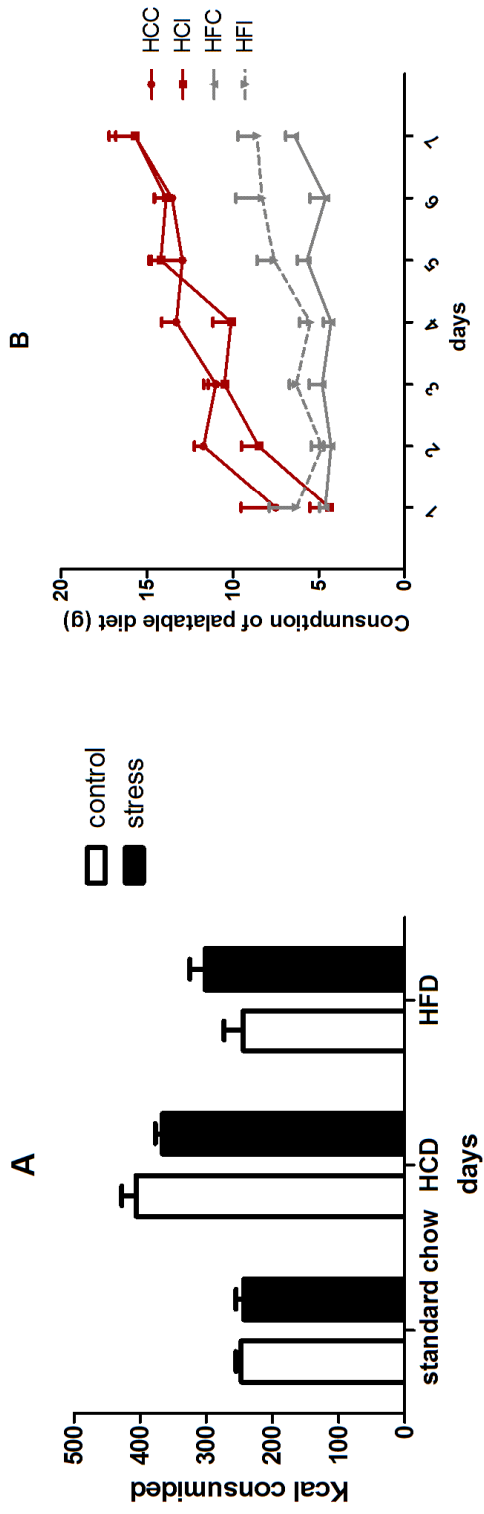 A
Kcal consumided
500
400
300
200
100
0
standard chow HCD HFD
days
control
stress
B
Consumption of palatable diet (g)
20
15
10
5
0
1 2 3 4 5 6 7
days
HCC
HCI
HFC
HFI